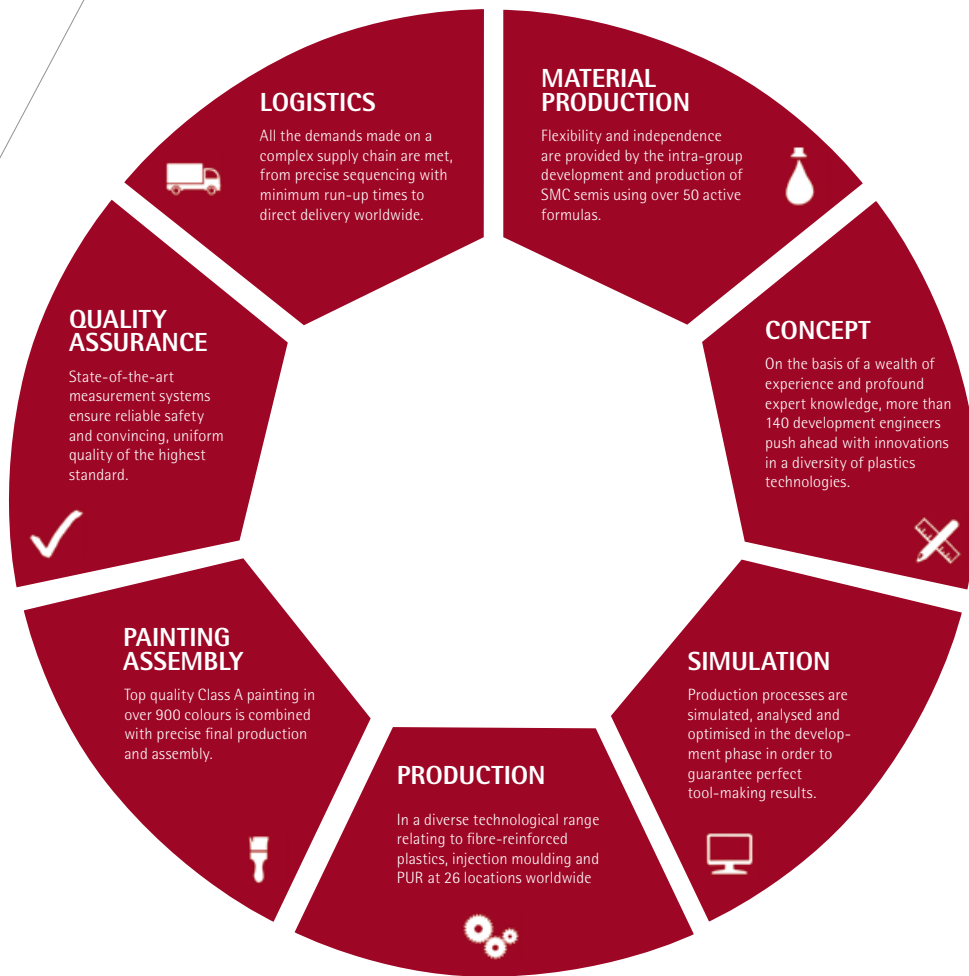 LOGISTICS
All the demands made on a
complex supply chain are met,
from precise sequencing with
minimum run-up times to
direct delivery worldwide.
MATERIAL
PRODUCTION
Flexibility and independence
are provided by the intra-group
development and production of
SMC semis using over 50 active
formulas.
CONCEPT
On the basis of a wealth of
experience and profound
expert knowledge, more than
140 development engineers
push ahead with innovations
in a diversity of plastics
technologies.
SIMULATION
Production processes are
simulated, analysed and
optimised in the develop-
ment phase in order to
guarantee perfect
tool-making results.
PRODUCTION
In a diverse technological range
relating to fibre-reinforced
plastics, injection moulding and
PUR at 26 locations worldwide
PAINTING
ASSEMBLY
Top quality Class A painting in
over 900 colours is combined
with precise final production
and assembly.
QUALITY
ASSURANCE
State-of-the-art
measurement systems
ensure reliable safety
and convincing, uniform
quality of the highest
standard.